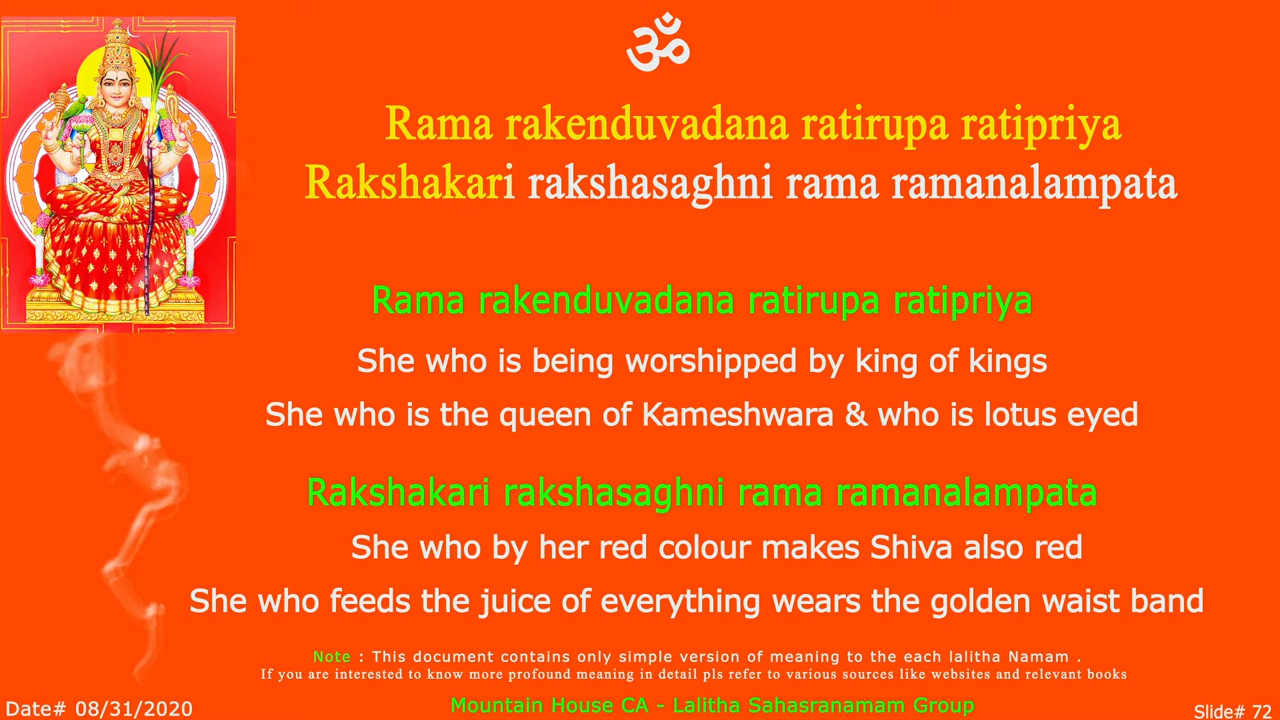 ॐ
Rama rakenduvadana ratirupa ratipriya
Rakshakari rakshasaghni rama ramanalampata
Rama rakenduvadana ratirupa ratipriya
She who is being worshipped by king of kings
She who is the queen of Kameshwara & who is lotus eyed
Rakshakari rakshasaghni rama ramanalampata
She who by her red colour makes Shiva also red
She who feeds the juice of everything wears the golden waist band
Note : This document contains only simple version of meaning to the each lalitha Namam .
If you are interested to know more profound meaning in detail pls refer to various sources like websites and relevant books
Mountain House CA - Lalitha Sahasranamam Group
Date# 08/31/2020
Slide# 72